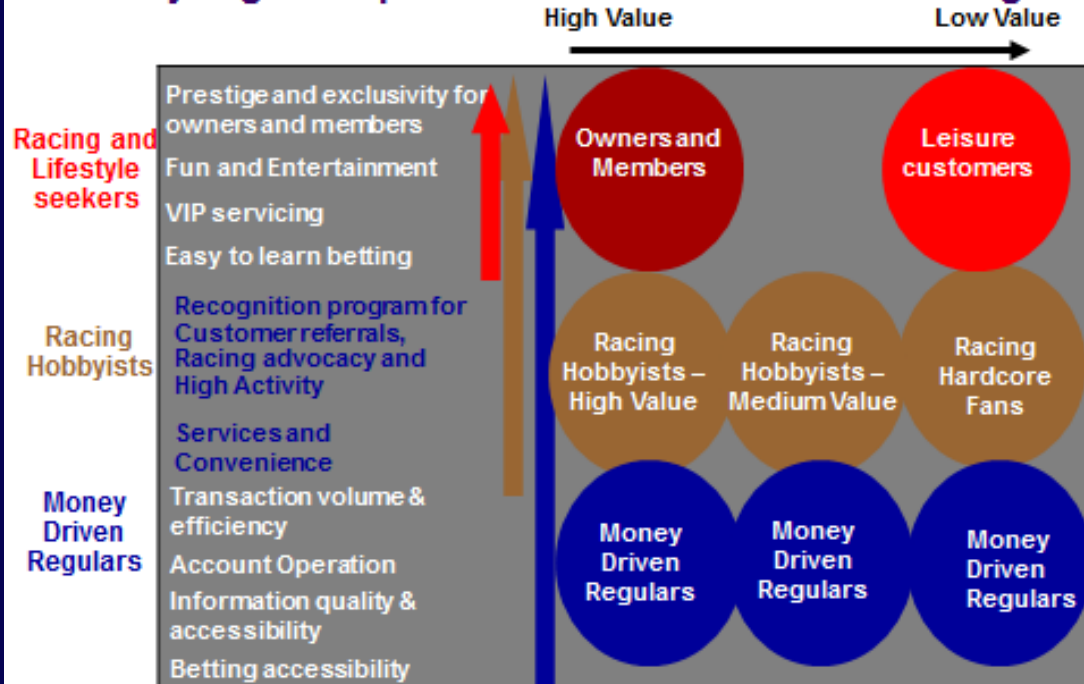 High Value
Low Value
Racing and
Lifestyle
seekers
Prestige and exclusivity for
owners and members
Fun and Entertainment
VIP servicing
Easy to learn betting
Owners and
Members
Leisure
customers
Racing
Hobbyists
Recognition program for
Customer referrals,
Racing advocacy and
High Activity
Services and
Convenience
Racing
Hobbyists –
High Value
Racing
Hobbyists –
Medium Value
Racing
Hardcore
Fans
Money
Driven
Regulars
Transaction volume &
efficiency
Account Operation
Information quality &
accessibility
Betting accessibility
Money
Driven
Regulars
Money
Driven
Regulars
Money
Driven
Regulars